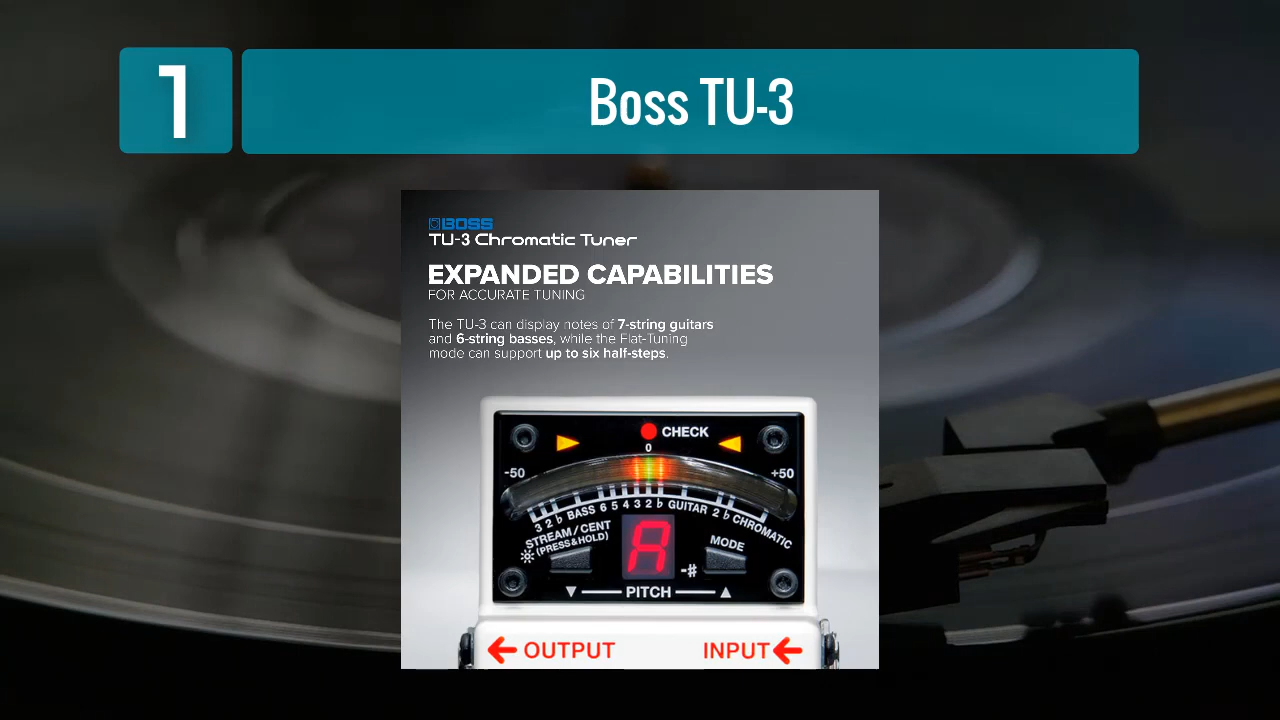 1
Boss TU-3
BOSS
TU-3 Chromatic Tuner
EXPANDED CAPABILITIES
FOR ACCURATE TUNING
The TU-3 can display notes of 7-string guitars
and 6-string basses, while the Flat-Tuning
mode can support up to six half-steps.
CHECK
0
-50
+50
3 2 ♭ BASS 6 5 4 3 2 ♭ GUITAR 2 ♭ CHROMATIC
STREAM/CENT
(PRESS&HOLD)
MODE
A
-#
▼ PITCH ▲
← OUTPUT
INPUT ←